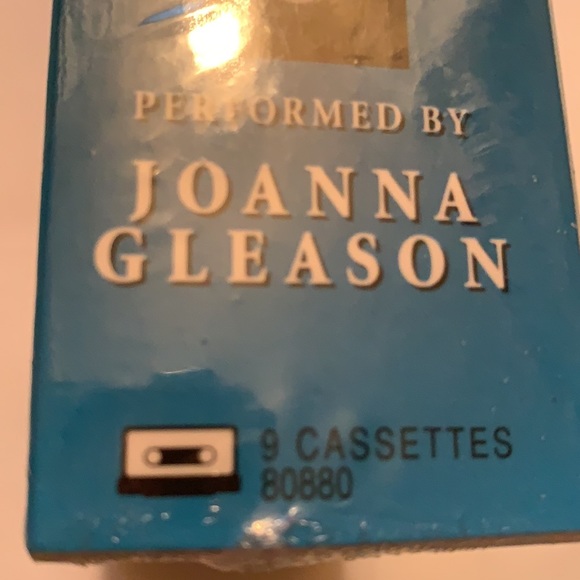 PERFORMED BY
JOANNA
GLEASON
9 CASSETTES
80880